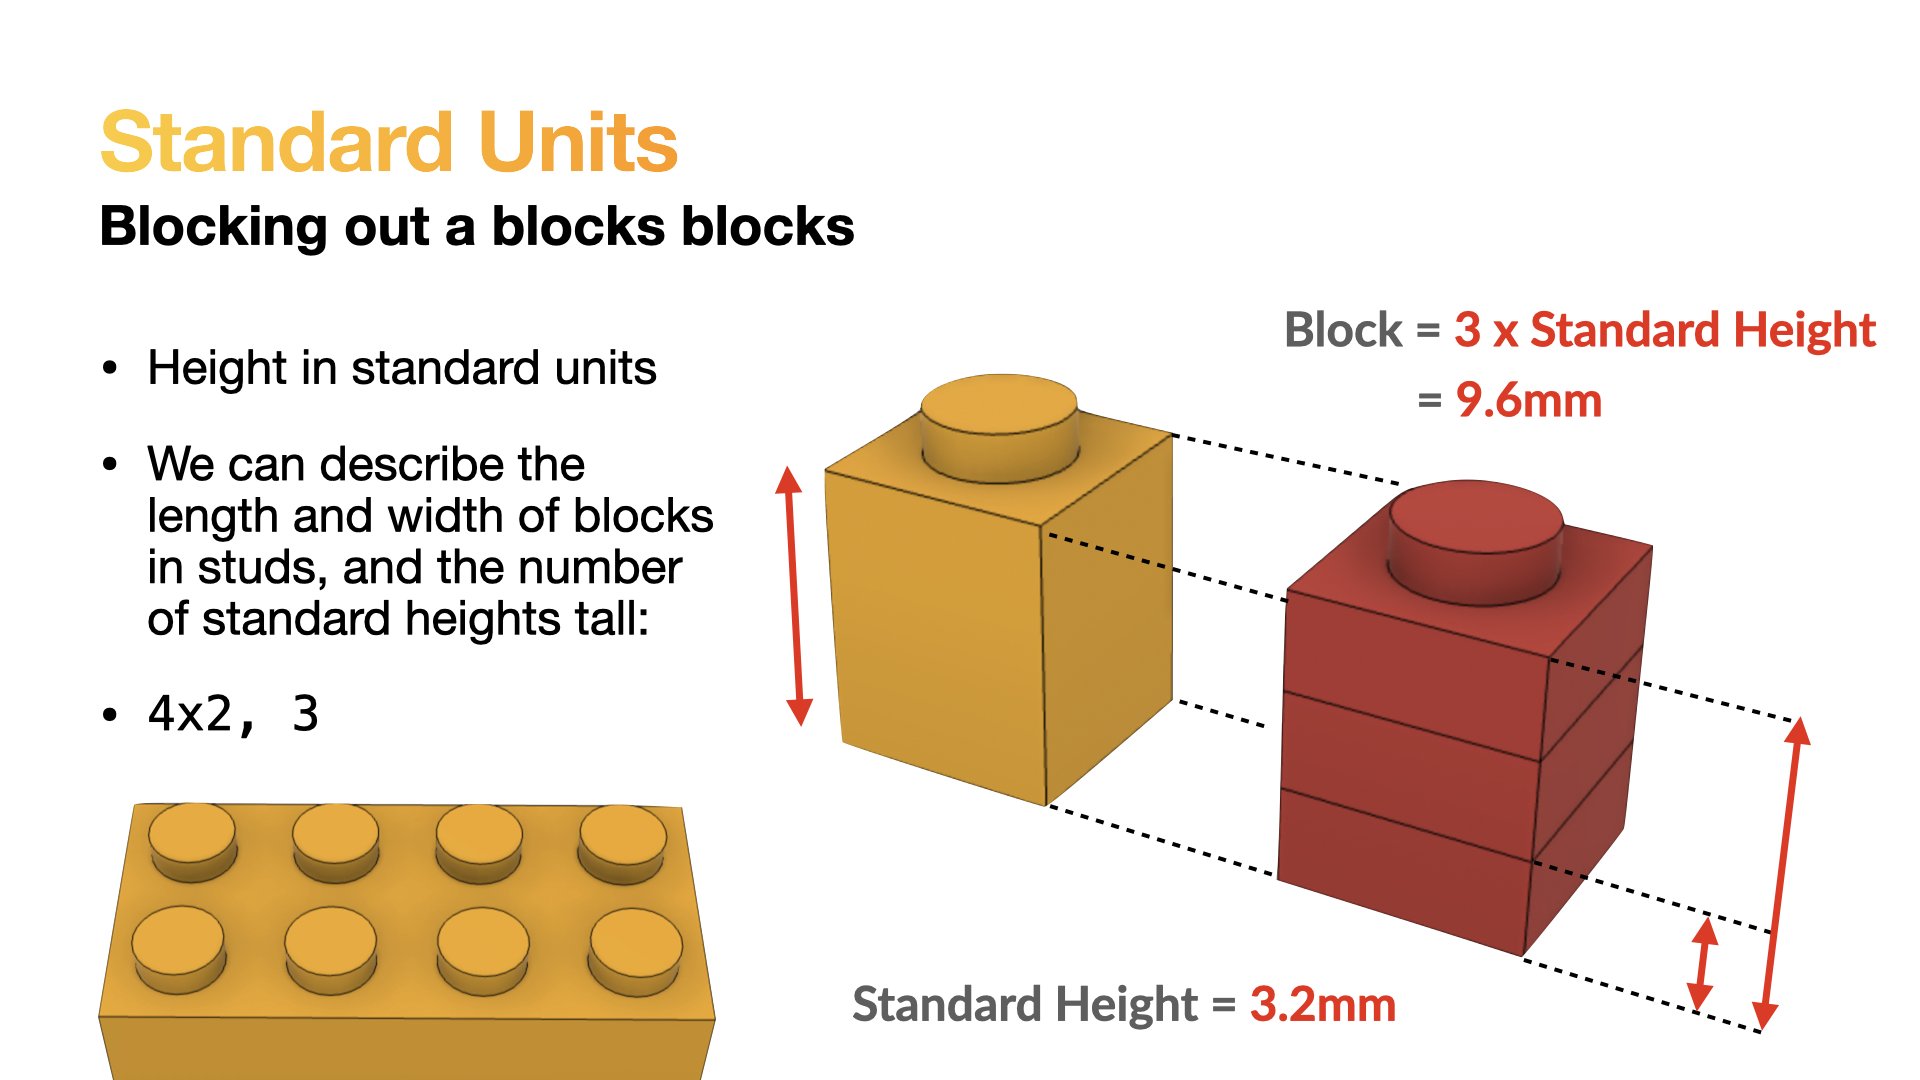 Standard Units
Blocking out a blocks blocks
• Height in standard units
• We can describe the
length and width of blocks
in studs, and the number
of standard heights tall:
• 4x2, 3
Block = 3 x Standard Height
= 9.6mm
Standard Height = 3.2mm